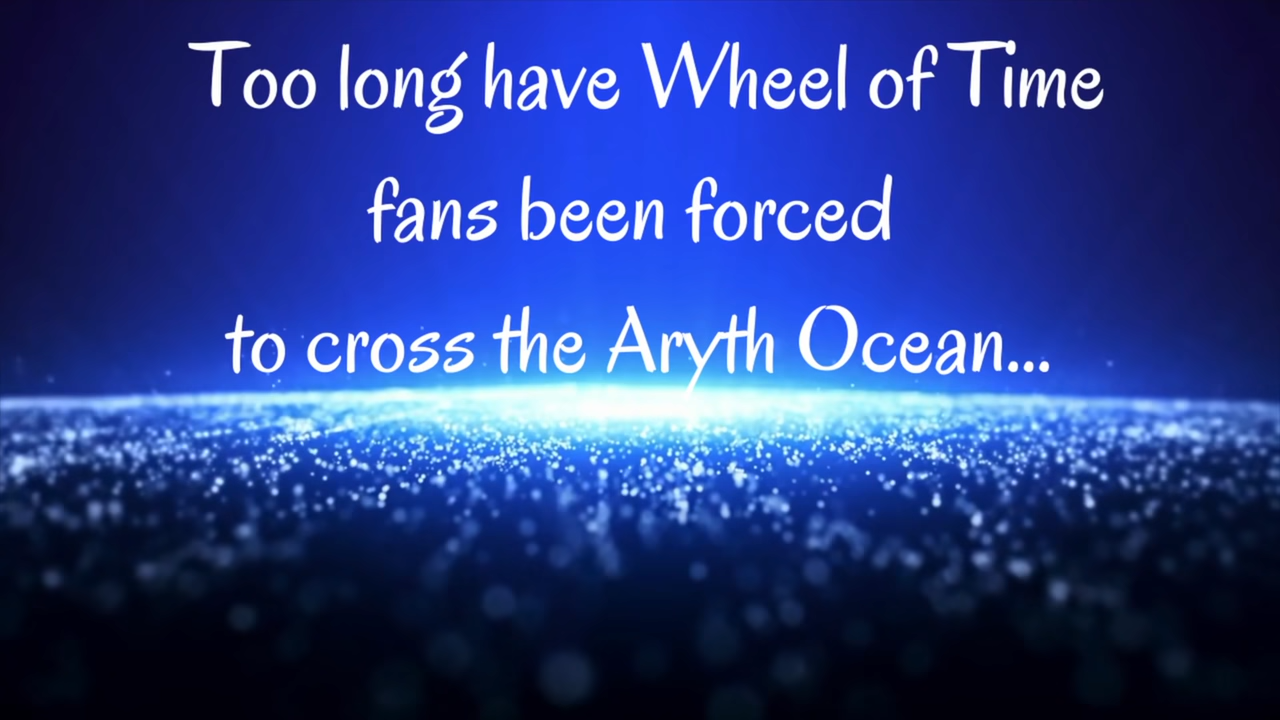 Too long have Wheel of Time
fans been forced
to cross the Aryth Ocean...